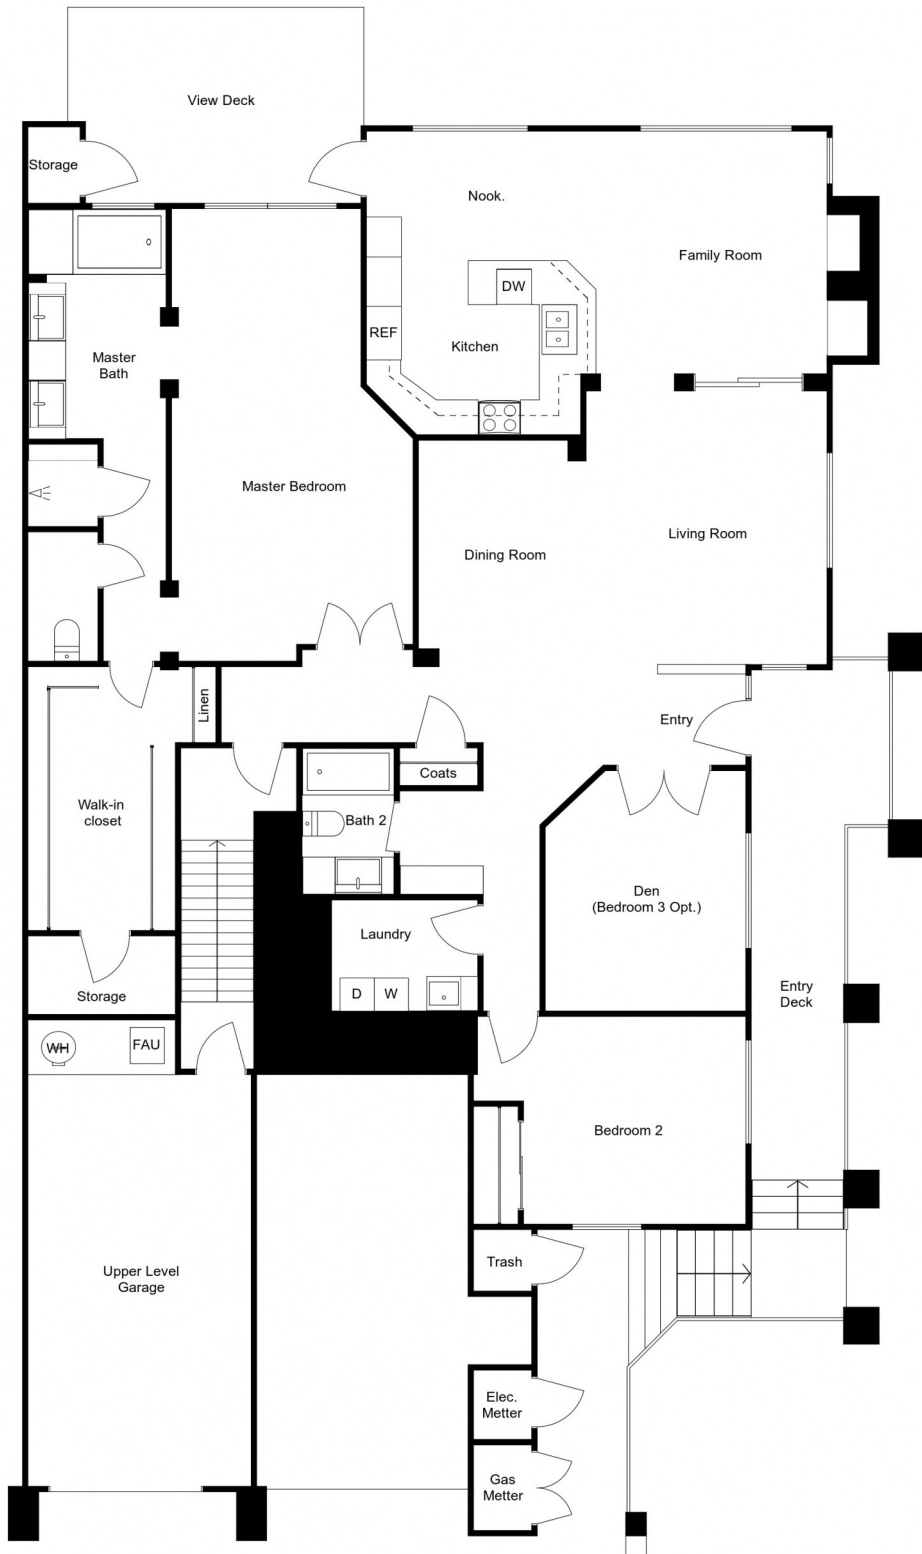 View Deck
Storage
Nook.
Family Room
DW
REF
Kitchen
Master
Bath
Master Bedroom
Living Room
Dining Room
Linen
Entry
Coats
Walk-in
closet
Bath 2
Den
(Bedroom 3 Opt.)
Laundry
D
W
Storage
Entry
Deck
WH
FAU
Bedroom 2
Trash
Upper Level
Garage
Elec.
Metter
Gas
Metter